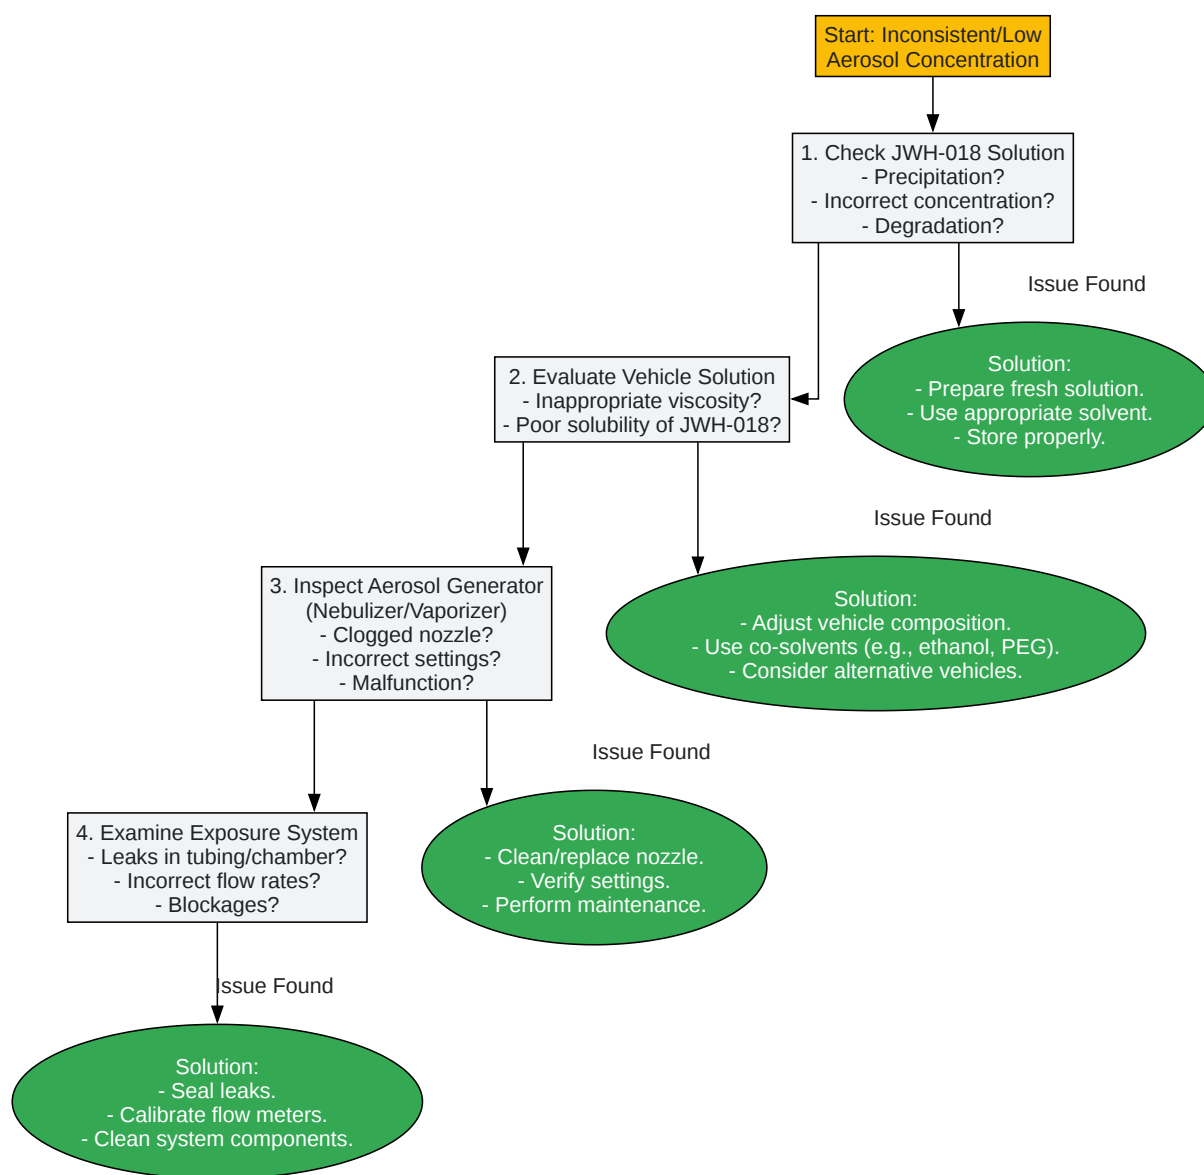 Start: Inconsistent/Low
Aerosol Concentration
1. Check JWH-018 Solution
- Precipitation?
- Incorrect concentration?
- Degradation?
Issue Found
Solution:
- Prepare fresh solution.
- Use appropriate solvent.
- Store properly.
2. Evaluate Vehicle Solution
- Inappropriate viscosity?
- Poor solubility of JWH-018?
Issue Found
Solution:
- Adjust vehicle composition.
- Use co-solvents (e.g., ethanol, PEG).
- Consider alternative vehicles.
3. Inspect Aerosol Generator
(Nebulizer/Vaporizer)
- Clogged nozzle?
- Incorrect settings?
- Malfunction?
Issue Found
Solution:
- Clean/replace nozzle.
- Verify settings.
- Perform maintenance.
4. Examine Exposure System
- Leaks in tubing/chamber?
- Incorrect flow rates?
- Blockages?
Issue Found
Solution:
- Seal leaks.
- Calibrate flow meters.
- Clean system components.